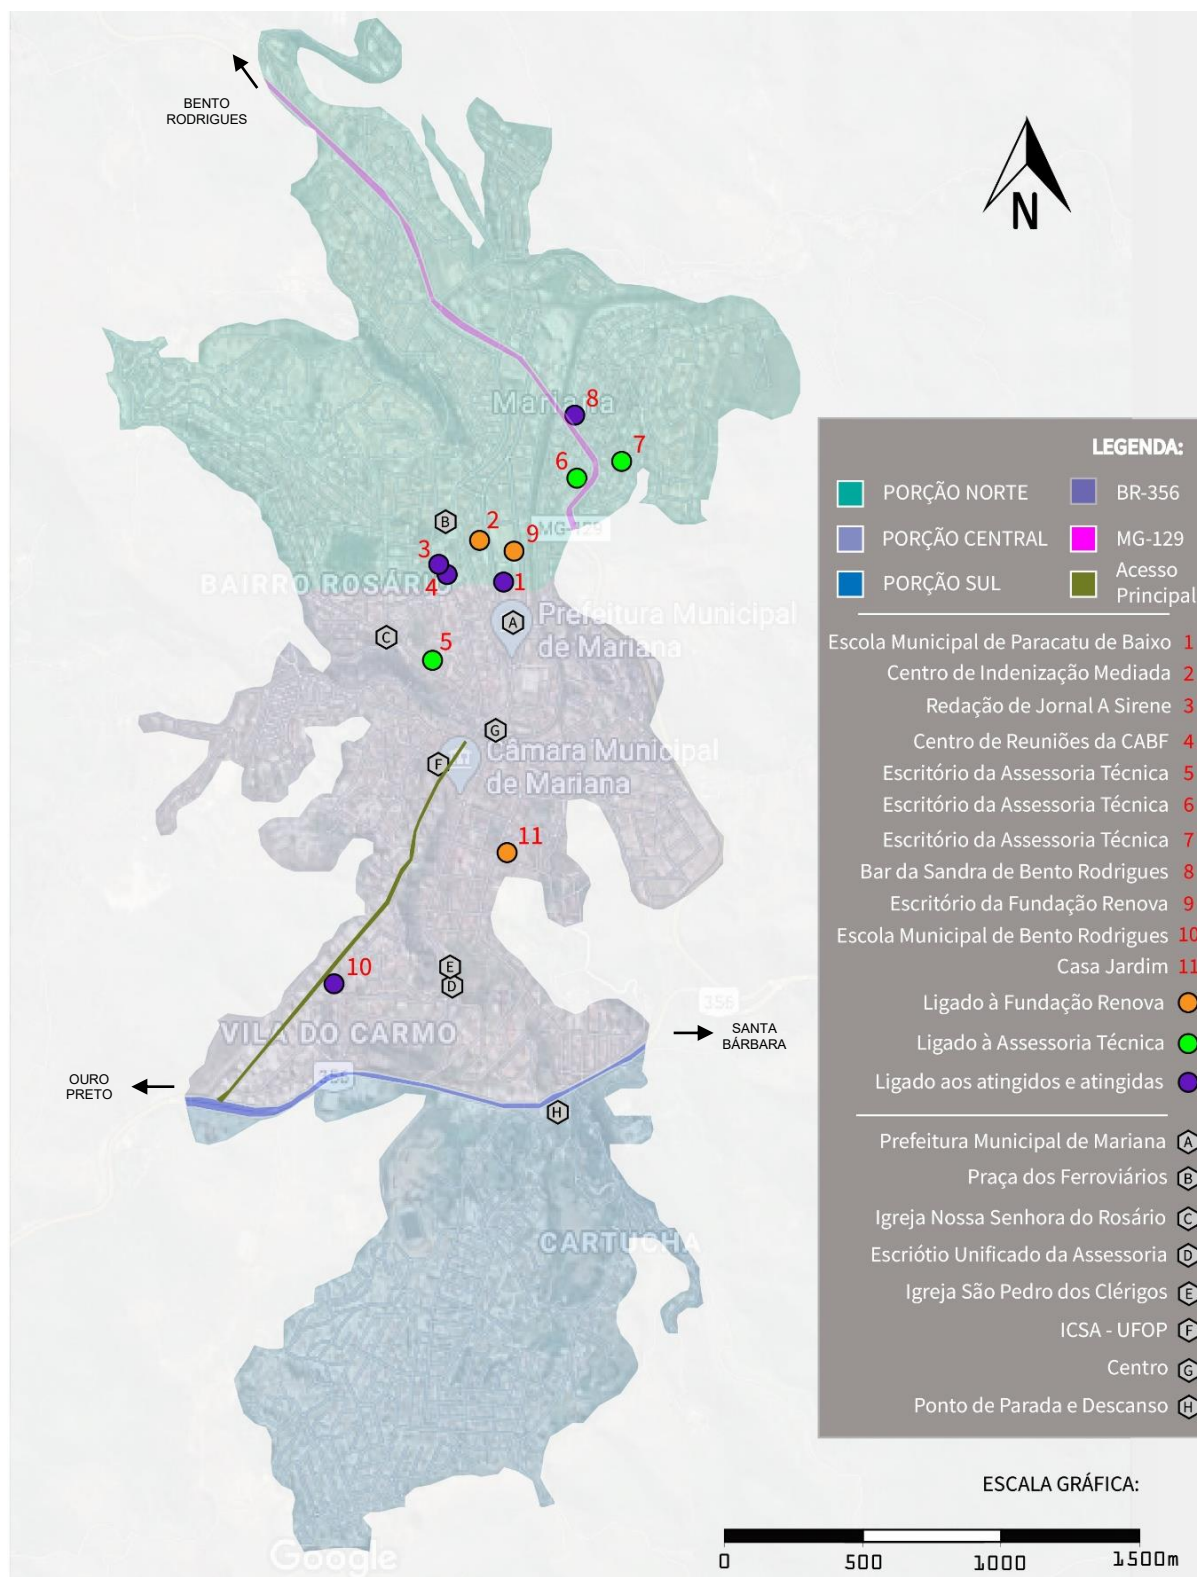 BENTO
RODRIGUES
N
Mariana
8
7
6
B
2
9
MG-129
3
4
1
BAIRRO ROSÁRIO
A
Prefeitura Municipal
de Mariana
C
5
G
Câmara Municipal
de Mariana
F
11
E
D
10
356
VILA DO CARMO
SANTA
BÁRBARA
OURO
PRETO
356
H
CARTUCHA
Google
LEGENDA:
PORÇÃO NORTE
BR-356
PORÇÃO CENTRAL
MG-129
PORÇÃO SUL
Acesso
Principal
Escola Municipal de Paracatu de Baixo 1
Centro de Indenização Mediada 2
Redação de Jornal A Sirene 3
Centro de Reuniões da CABF 4
Escritório da Assessoria Técnica 5
Escritório da Assessoria Técnica 6
Escritório da Assessoria Técnica 7
Bar da Sandra de Bento Rodrigues 8
Escritório da Fundação Renova 9
Escola Municipal de Bento Rodrigues 10
Casa Jardim 11
Ligado à Fundação Renova
Ligado à Assessoria Técnica
Ligado aos atingidos e atingidas
Prefeitura Municipal de Mariana A
Praça dos Ferroviários B
Igreja Nossa Senhora do Rosário C
Escriótio Unificado da Assessoria D
Igreja São Pedro dos Clérigos E
ICSA - UFOP F
Centro G
Ponto de Parada e Descanso H
ESCALA GRÁFICA:
0 500 1000 1500m